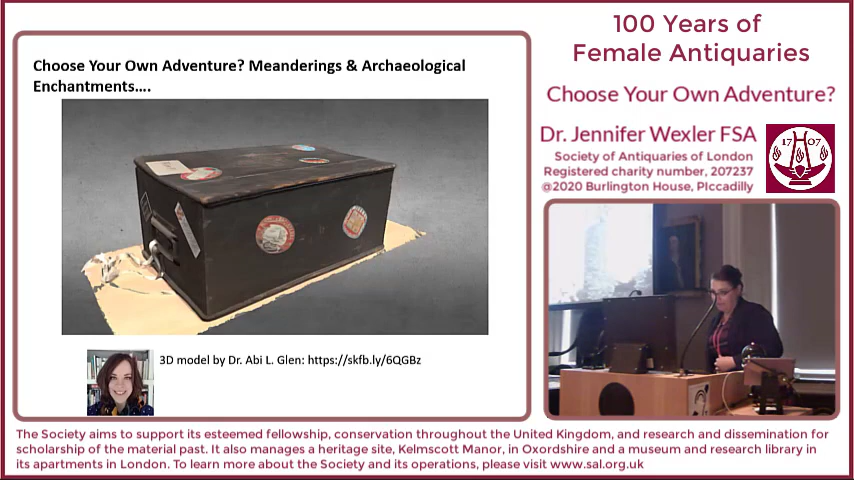 100 Years of
Female Antiquaries
Choose Your Own Adventure? Meanderings & Archaeological
Enchantments....
Choose Your Own Adventure?
Dr. Jennifer Wexler FSA
Society of Antiquaries of London
Registered charity number, 207237
@2020 Burlington House, PIccadilly
17 07
3D model by Dr. Abi L. Glen: https://skfb.ly/6QGBz
The Society aims to support its esteemed fellowship, conservation throughout the United Kingdom, and research and dissemination for
scholarship of the material past. It also manages a heritage site, Kelmscott Manor, in Oxordshire and a museum and research library in
its apartments in London. To learn more about the Society and its operations, please visit www.sal.org.uk